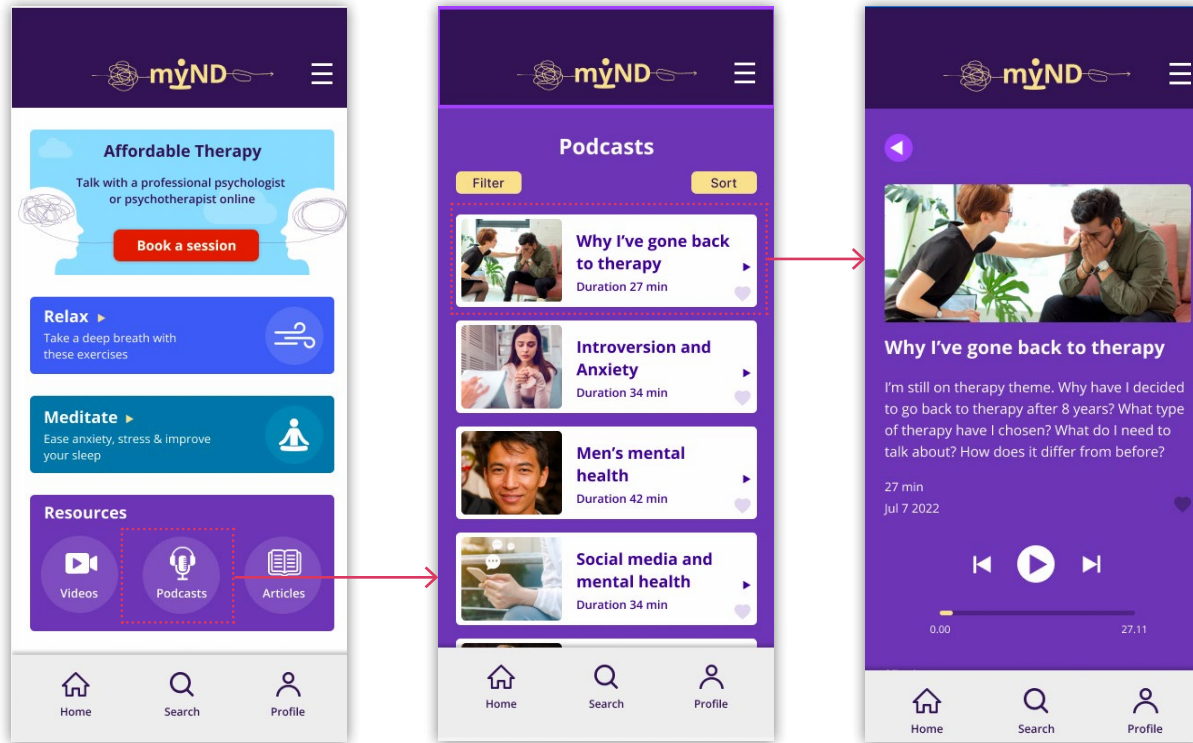 myND
Affordable Therapy
Talk with a professional psychologist
or psychotherapist online
Book a session
Relax
Take a deep breath with
these exercises
Meditate
Ease anxiety, stress & improve
your sleep
Resources
Videos
Podcasts
Articles
Home
Search
Profile
myND
Podcasts
Filter
Sort
Why I've gone back
to therapy
Duration 27 min
Introversion and
Anxiety
Duration 34 min
Men's mental
health
Duration 42 min
Social media and
mental health
Duration 34 min
Home
Search
Profile
myND
Why I've gone back to therapy
I'm still on therapy theme. Why have I decided
to go back to therapy after 8 years? What type
of therapy have I chosen? What do I need to
talk about? How does it differ from before?
27 min
Jul 7 2022
0.00
27.11
Home
Search
Profile